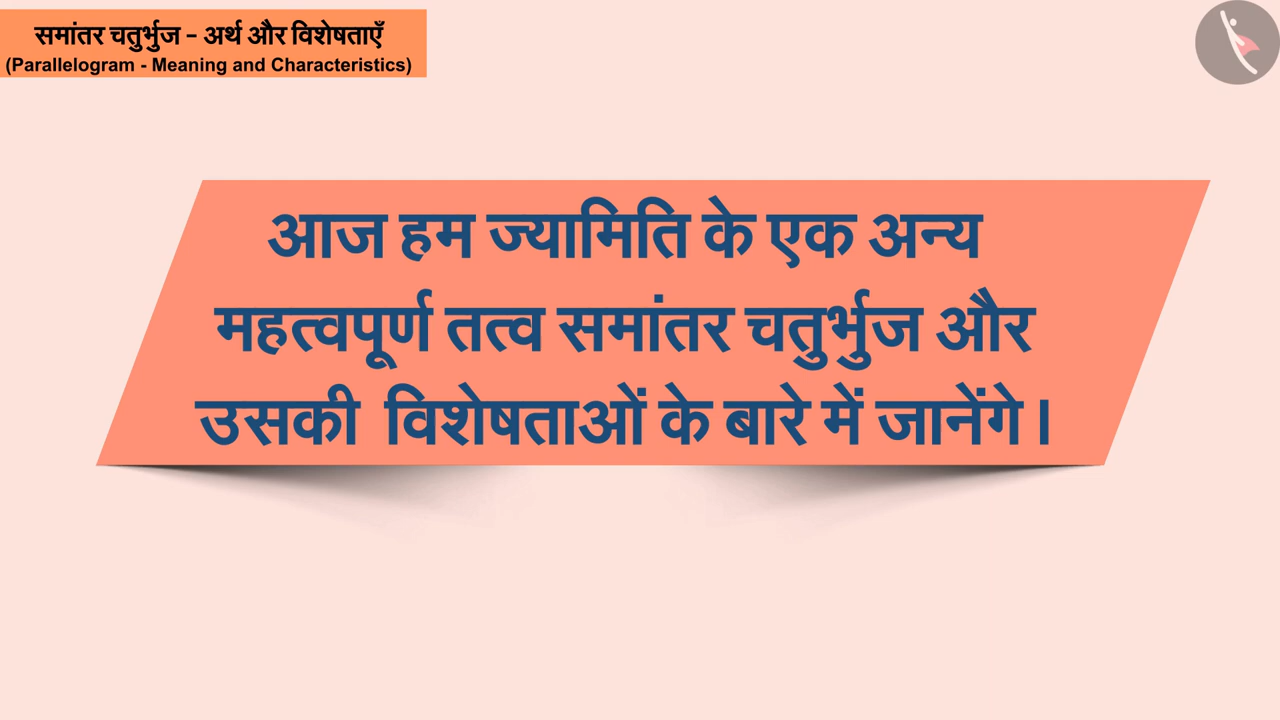 समांतर चतुर्भुज - अर्थ और विशेषताएँ
(Parallelogram - Meaning and Characteristics)
आज हम ज्यामिति के एक अन्य
महत्वपूर्ण तत्व समांतर चतुर्भुज और
उसकी विशेषताओं के बारे में जानेंगे।